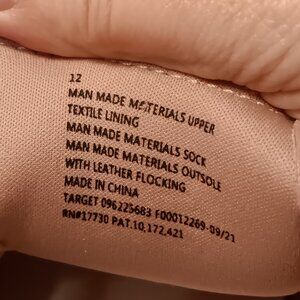 12
MAN MADE MATERIALS UPPER
TEXTILE LINING
MAN MADE MATERIALS SOCK
MAN MADE MATERIALS OUTSOLE
WITH LEATHER FLOCKING
MADE IN CHINA
TARGET 096225683 F00012269-09/21
RN#17730 PAT.10,172,421